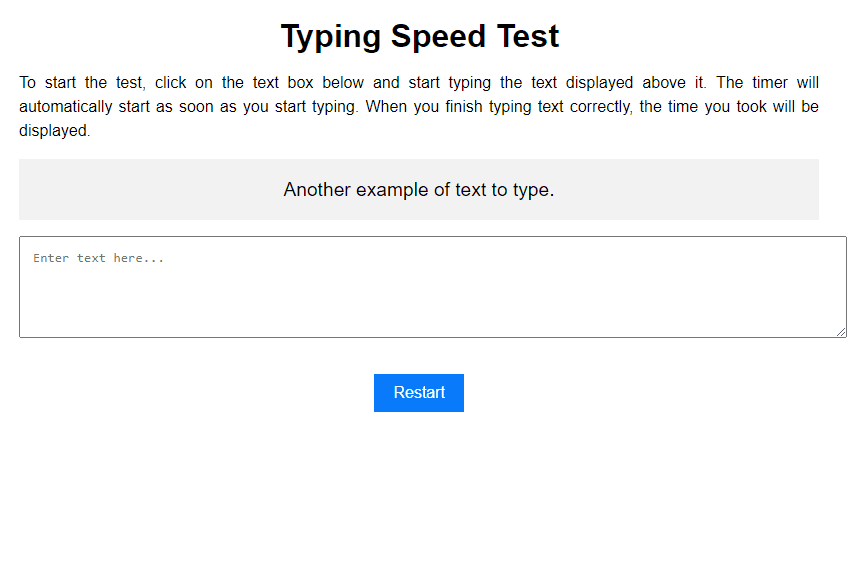 Typing Speed Test
To start the test, click on the text box below and start typing the text displayed above it. The timer will
automatically start as soon as you start typing. When you finish typing text correctly, the time you took will be
displayed.
Another example of text to type.
Enter text here...
Restart